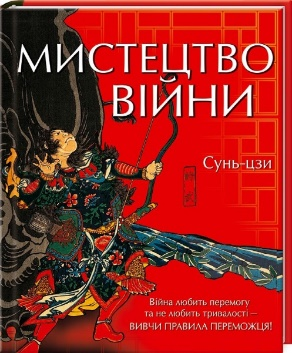 МИСТЕЦТВО
ВІЙНИ
Сунь-цзи
Війна любить перемогу
та не любить тривалості –
ВИВЧИ ПРАВИЛА ПЕРЕМОЖЦЯ!